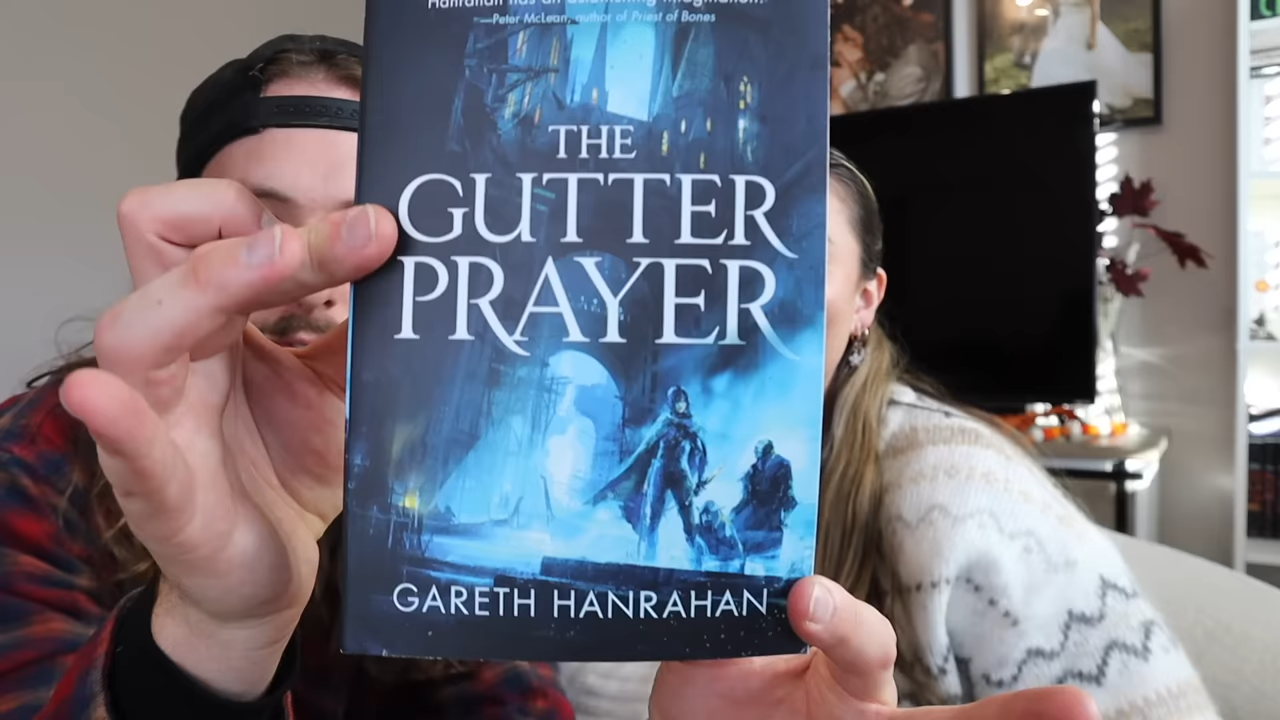 Hanrahan has an astonishing imagination.
—Peter McLean, author of Priest of Bones
THE
GUTTER
PRAYER
GARETH HANRAHAN